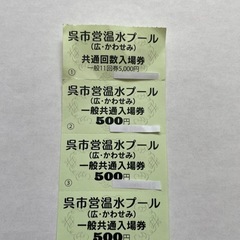 呉市営温水プール
(広・かわせみ)
共通回数入場券
一般11回券5,000円
①
呉市営温水プール
(広・かわせみ)
一般共通入場券
② 500円
呉市営温水プール
(広・かわせみ)
一般共通入場券
③ 500円
呉市営温水プール
(広・かわせみ)
一般共通入場券
500円